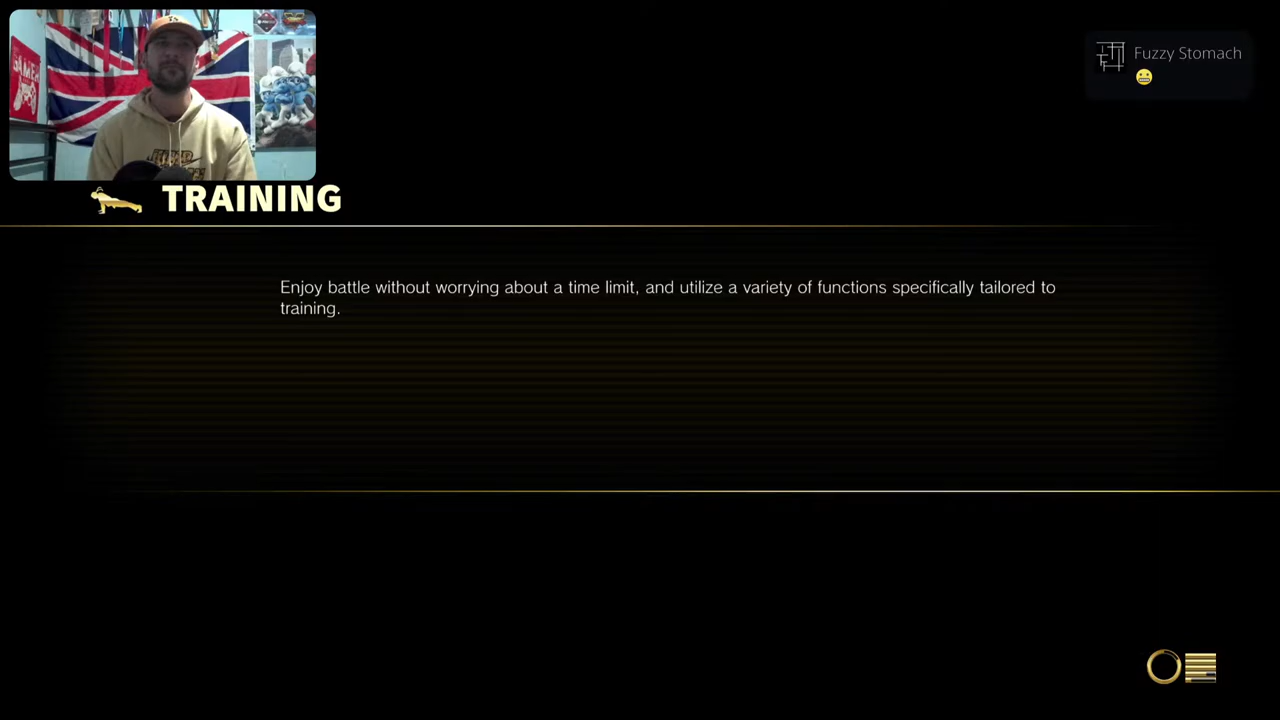 GAMER
Fuzzy Stomach
TRAINING
Enjoy battle without worrying about a time limit, and utilize a variety of functions specifically tailored to
training.